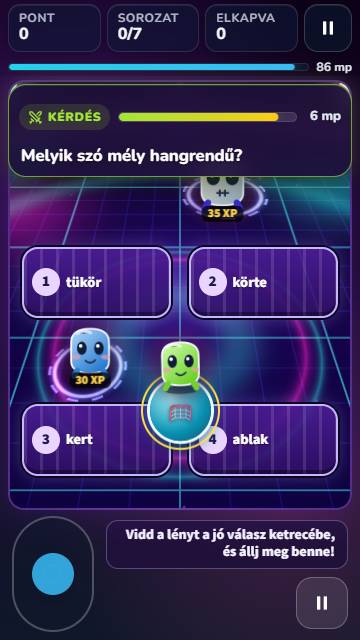 PONT
0
SOROZAT
0/7
ELKAPVA
0
86 mp
KÉRDÉS
6 mp
Melyik szó mély hangrendű?
35 XP
1 tükör
2 körte
30 XP
3 kert
4 ablak
Vidd a lényt a jó válasz ketrecébe,
és állj meg benne!